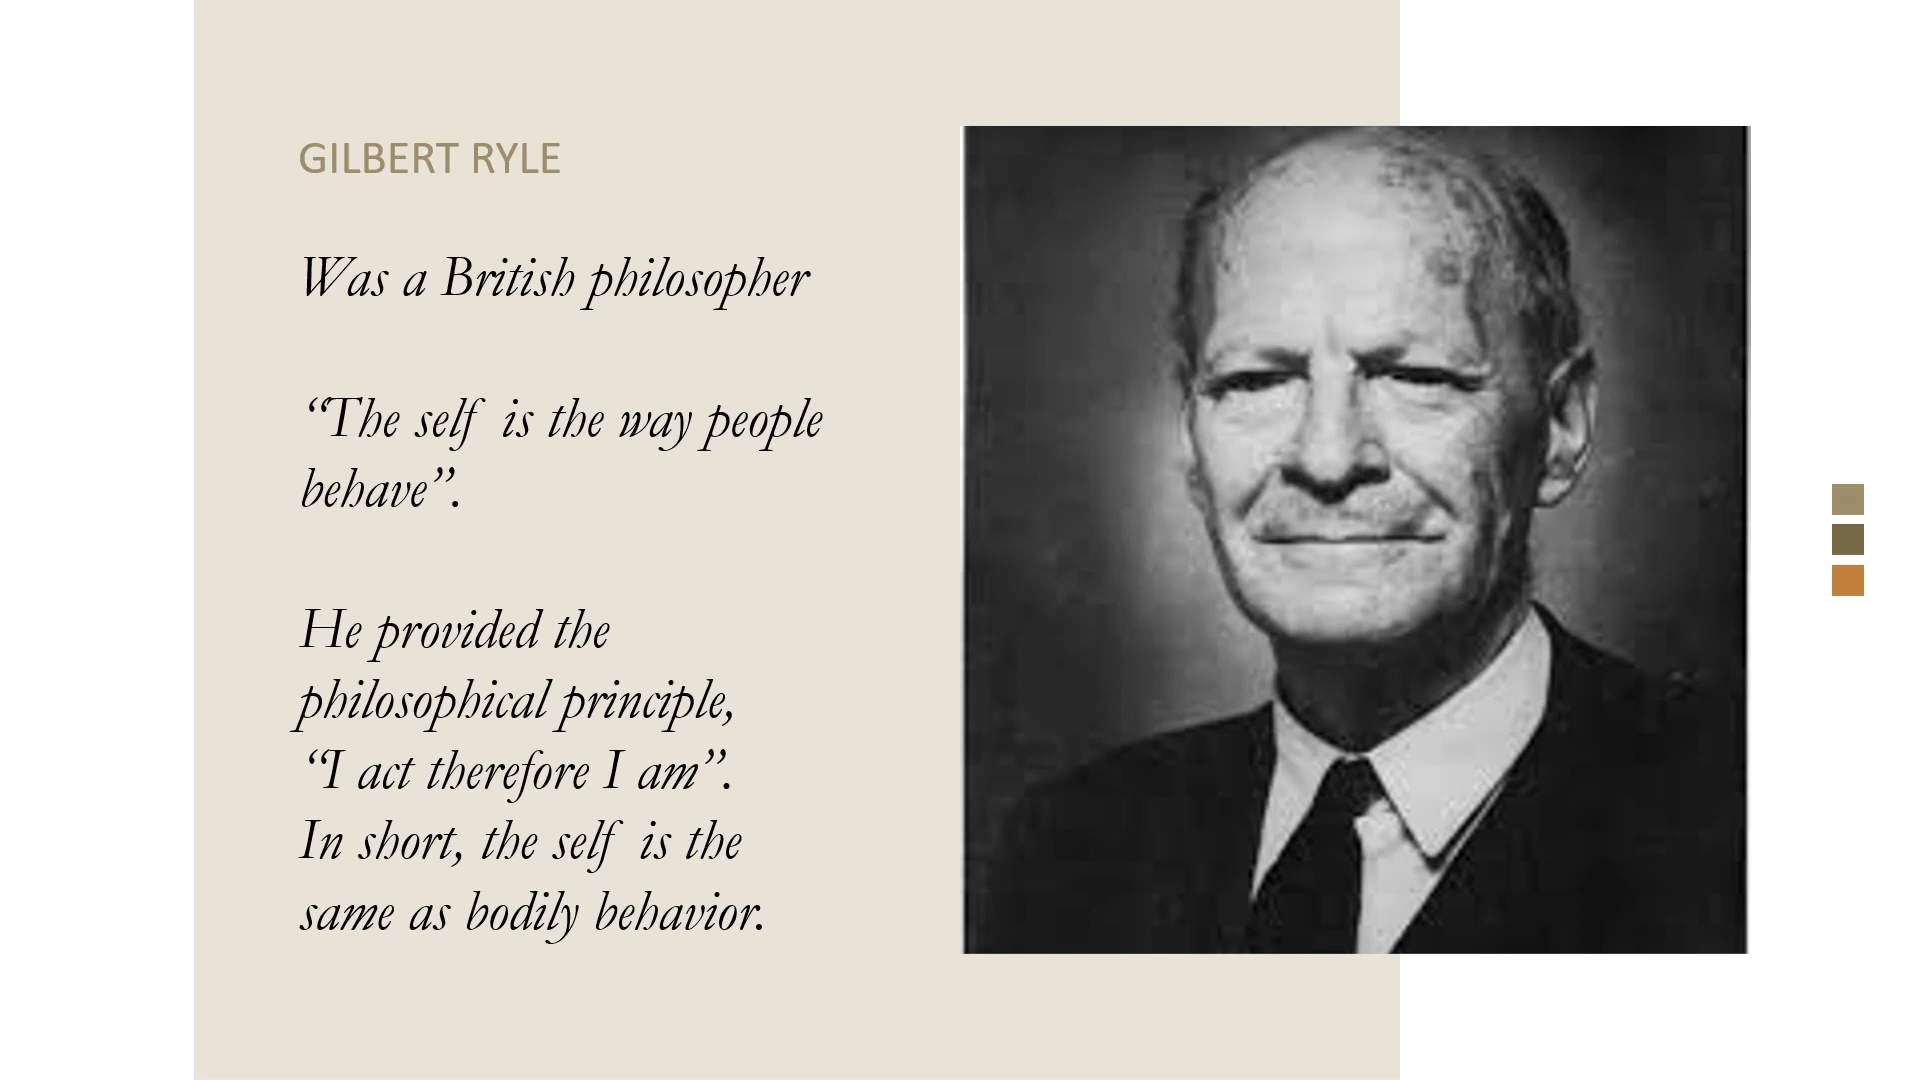 GILBERT RYLE
Was a British philosopher
“The self is the way people
behave”.
He provided the
philosophical principle,
“I act therefore I am”.
In short, the self is the
same as bodily behavior.